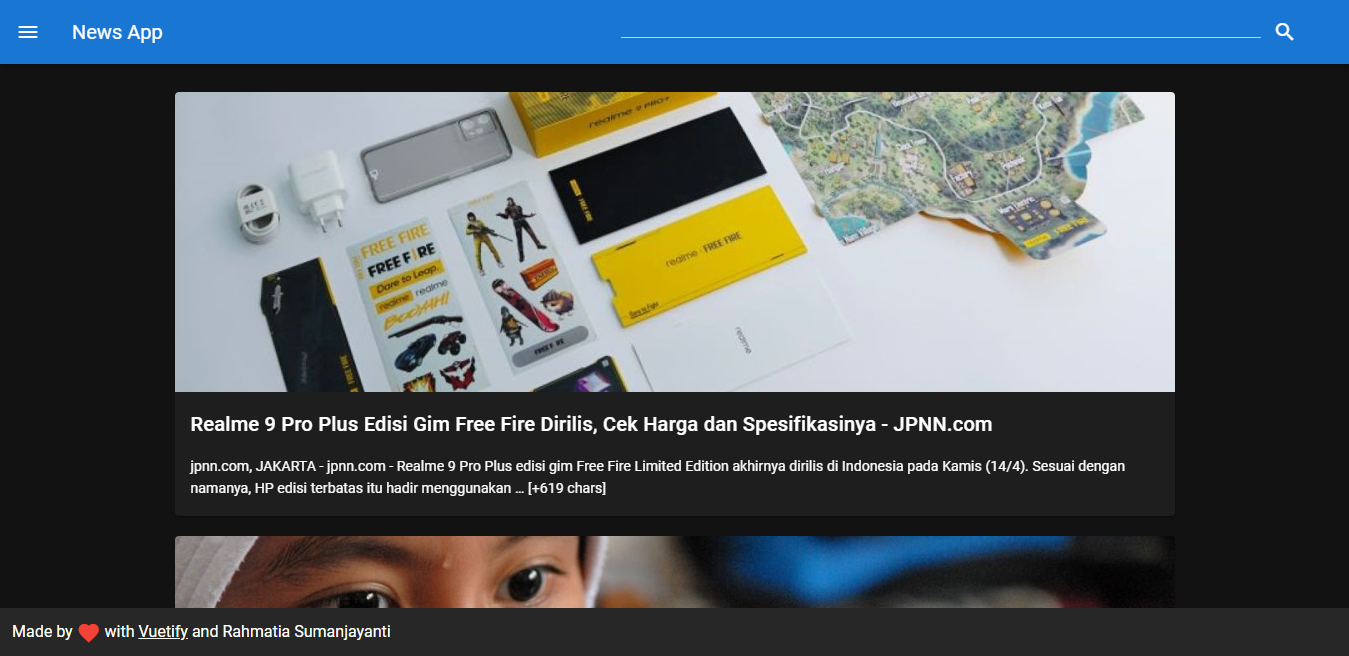 News App
realme 9 PRO+
FREE FIRE
FREE FIRE
Dare to Leap.
realme realme
BOOYAH!
FREE FIRE
realme FREE FIRE
realme
Realme 9 Pro Plus Edisi Gim Free Fire Dirilis, Cek Harga dan Spesifikasinya - JPNN.com
jpnn.com, JAKARTA - jpnn.com - Realme 9 Pro Plus edisi gim Free Fire Limited Edition akhirnya dirilis di Indonesia pada Kamis (14/4). Sesuai dengan
namanya, HP edisi terbatas itu hadir menggunakan … [+619 chars]
Made by ❤ with Vuetify and Rahmatia Sumanjayanti